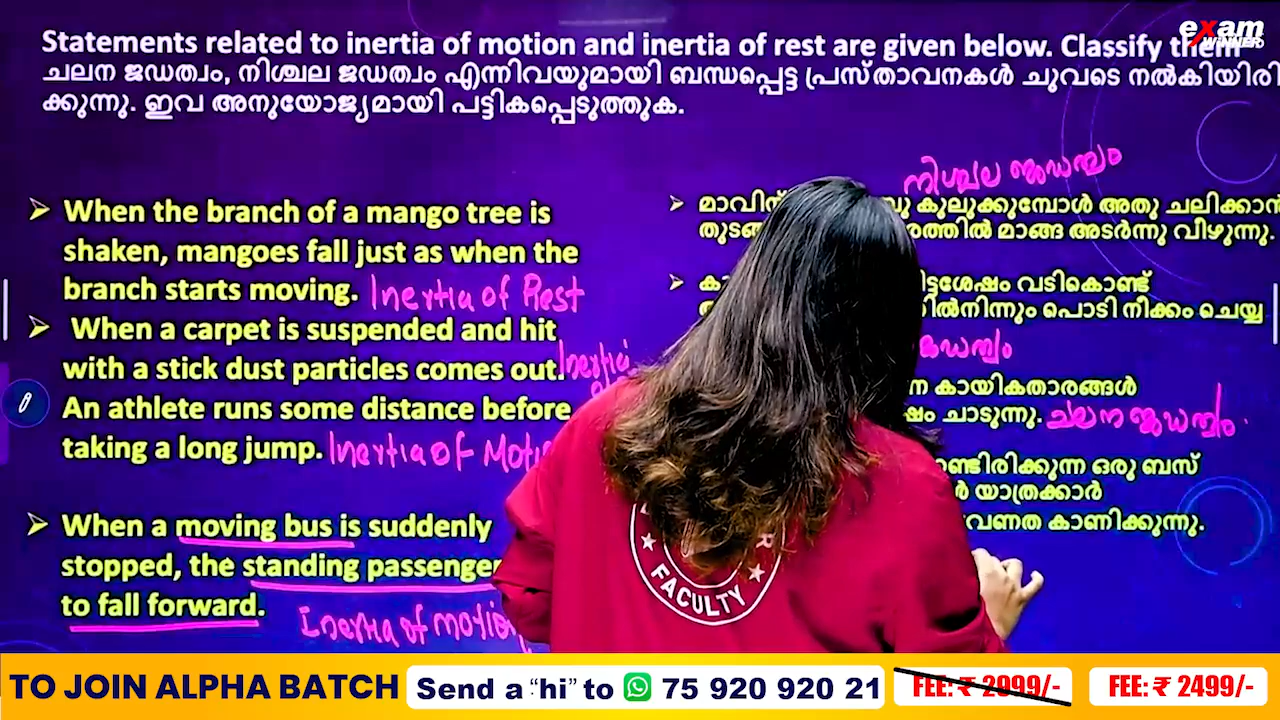 exam
WINNER
Statements related to inertia of motion and inertia of rest are given below. Classify them
ചലന ജഡത്വം, നിശ്ചല ജഡത്വം എന്നിവയുമായി ബന്ധപ്പെട്ട പ്രസ്താവനകൾ ചുവടെ നൽകിയിരി
ക്കുന്നു. ഇവ അനുയോജ്യമായി പട്ടികപ്പെടുത്തുക.
When the branch of a mango tree is
shaken, mangoes fall just as when the
branch starts moving. Inertia of Rest
When a carpet is suspended and hit
with a stick dust particles comes out. Inertia
An athlete runs some distance before
taking a long jump. Inertia of
When a moving bus is suddenly
stopped, the standing
to fall forward.
Inertia of motion
നിശ്ചല ജഡത്വം
കുലുക്കുമ്പോൾ അതു ചലിക്കാൻ
മാങ്ങ അടർന്നു വീഴുന്നു.
വടികൊണ്ട്
പൊടി നീക്കം ചെയ്യ
ജഡത്വം
കായികതാരങ്ങൾ
ചാടുന്നു. ചലന ജഡത്വം
ഒരു ബസ്
യാത്രക്കാർ
കാണിക്കുന്നു.
FACULTY
TO JOIN ALPHA BATCH
Send a “hi” to 75 920 920 21
FEE: ₹ 2999/-
FEE: ₹ 2499/-